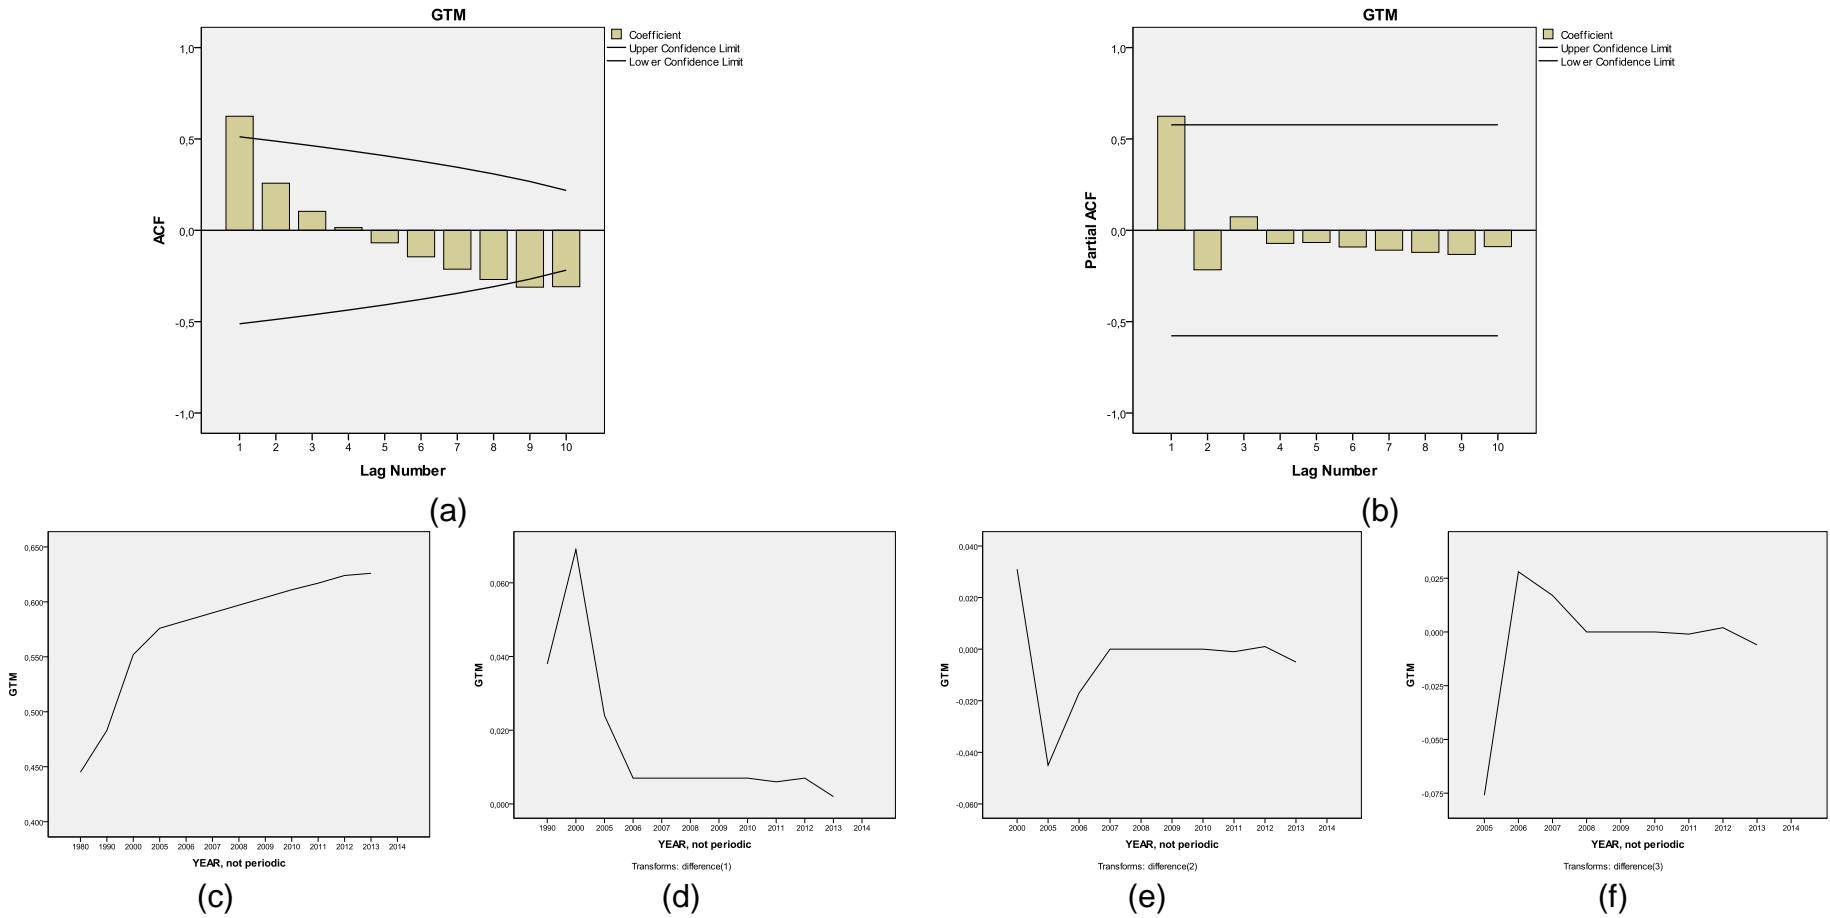 GTM
Coefficient
Upper Confidence Limit
Lower Confidence Limit
1,0
0,5
0,0
-0,5
-1,0
ACF
1 2 3 4 5 6 7 8 9 10
Lag Number
(a)
GTM
Coefficient
Upper Confidence Limit
Lower Confidence Limit
1,0
0,5
0,0
-0,5
-1,0
Partial ACF
1 2 3 4 5 6 7 8 9 10
Lag Number
(b)
0,650
0,600
0,550
0,500
0,450
0,400
GTM
1980 1990 2000 2005 2006 2007 2008 2009 2010 2011 2012 2013 2014
YEAR, not periodic
(c)
0,060
0,040
0,020
0,000
GTM
1990 2000 2005 2006 2007 2008 2009 2010 2011 2012 2013 2014
YEAR, not periodic
Transforms: difference(1)
(d)
0,040
0,020
0,000
-0,020
-0,040
-0,060
GTM
2000 2005 2006 2007 2008 2009 2010 2011 2012 2013 2014
YEAR, not periodic
Transforms: difference(2)
(e)
0,025
0,000
-0,025
-0,050
-0,075
GTM
2005 2006 2007 2008 2009 2010 2011 2012 2013 2014
YEAR, not periodic
Transforms: difference(3)
(f)